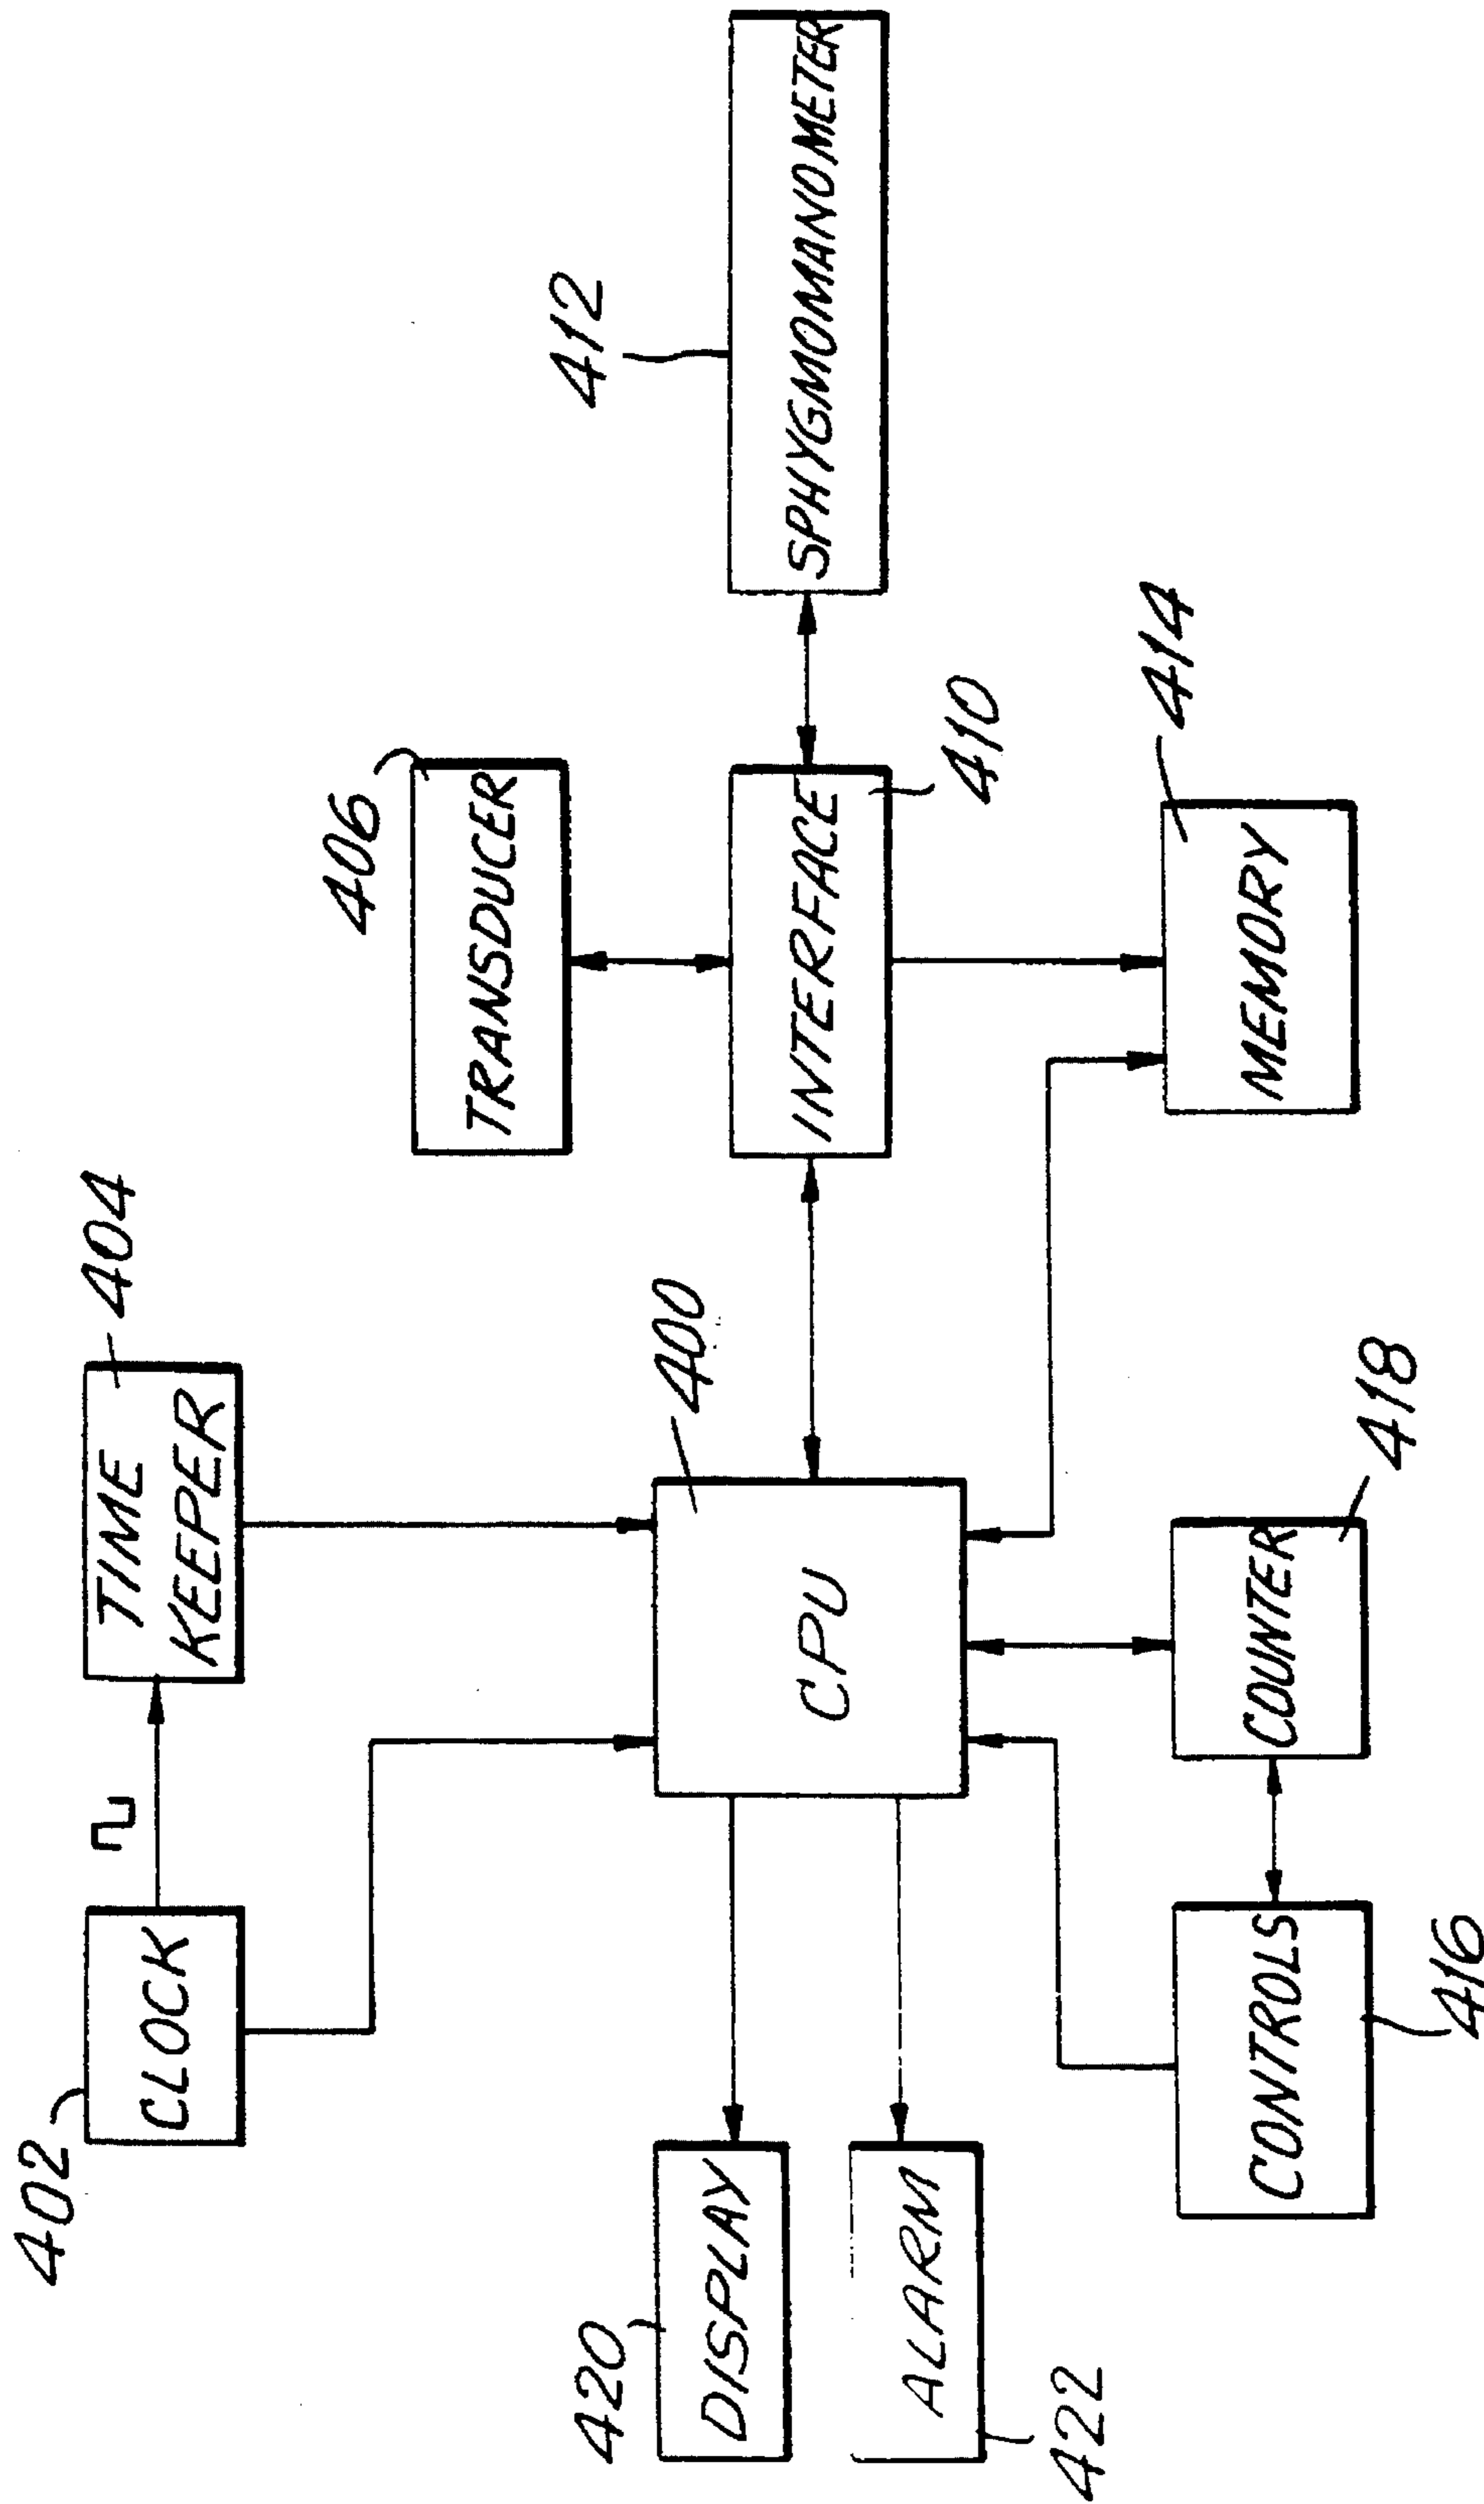 402
CLOCK
404
TIME
KEEPER
406
TRANSDUCER
412
SPHYGMOMANOMETER
420
DISPLAY
400
CPU
INTERFACE
410
ALARM
422
CONTROLS
416
COUNTER
418
MEMORY
414